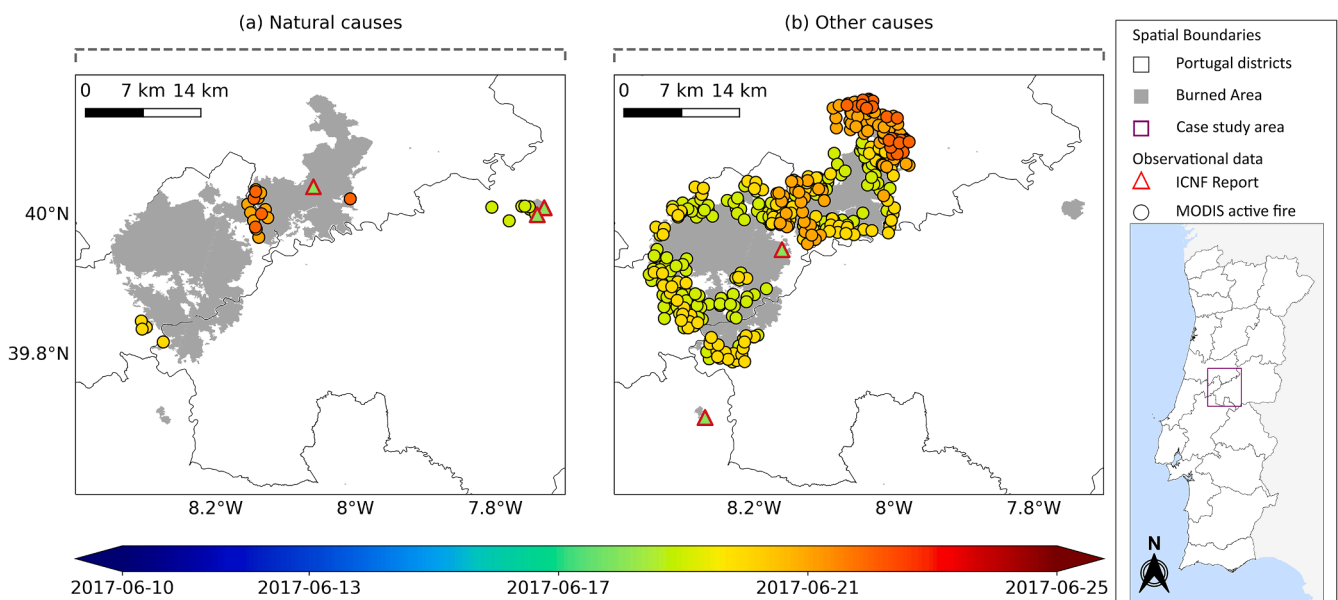 (a) Natural causes
(b) Other causes
0 7 km 14 km
0 7 km 14 km
40°N
39.8°N
8.2°W 8°W 7.8°W
8.2°W 8°W 7.8°W
2017-06-10 2017-06-13 2017-06-17 2017-06-21 2017-06-25
Spatial Boundaries
Portugal districts
Burned Area
Case study area
Observational data
ICNF Report
MODIS active fire
N